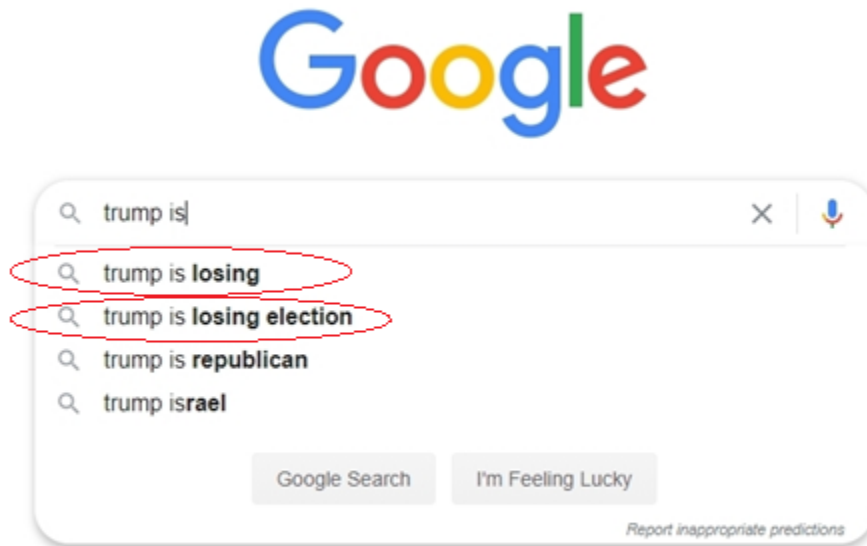 Google
trump is
trump is losing
trump is losing election
trump is republican
trump israel
Google Search I'm Feeling Lucky
Report inappropriate predictions